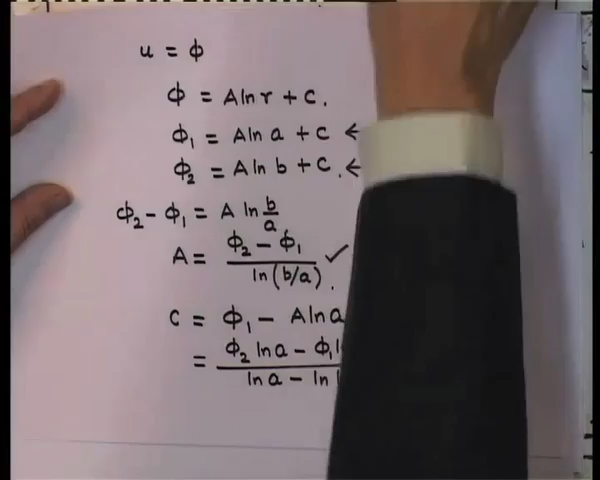 u = ϕ
ϕ = A ln r + C.
ϕ₁ = A ln a + C ←
ϕ₂ = A ln b + C. ←
ϕ₂ - ϕ₁ = A ln b/a
A = ϕ₂ - ϕ₁ / ln (b/a). ✓
C = ϕ₁ - A ln a
= ϕ₂ ln a - ϕ₁ l / ln a - ln